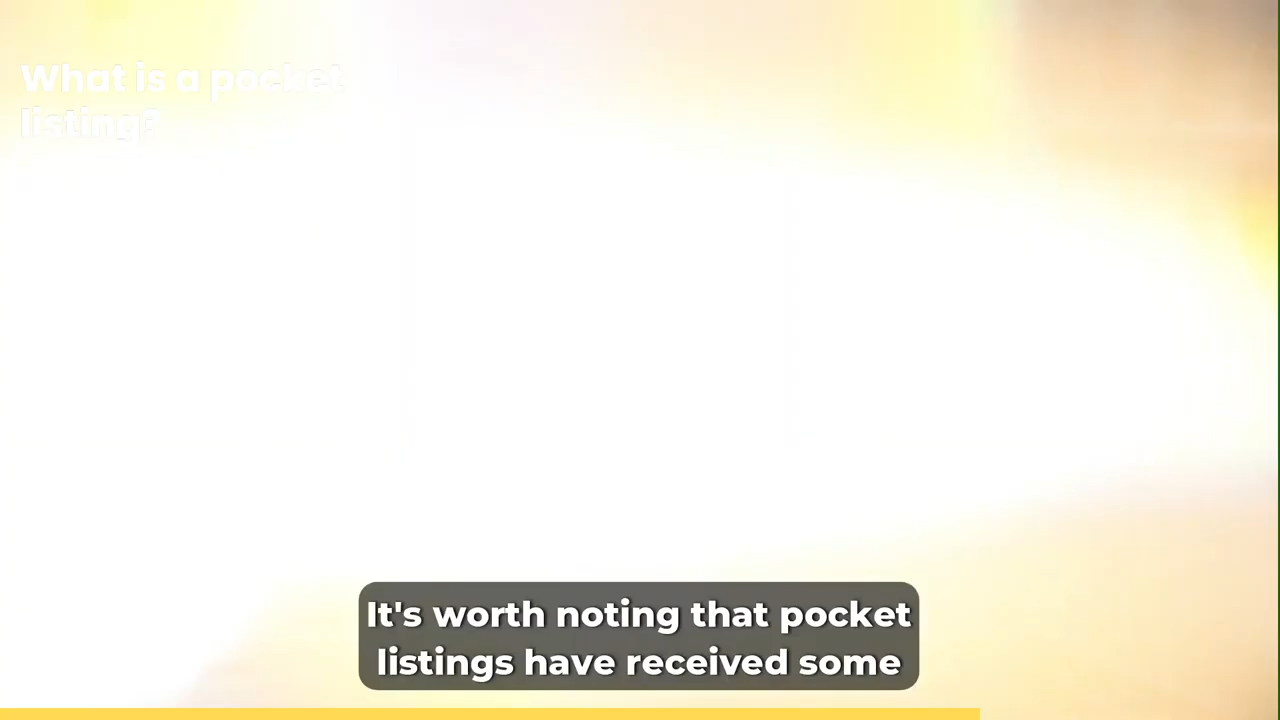 What is a pocket
listing?
It's worth noting that pocket
listings have received some